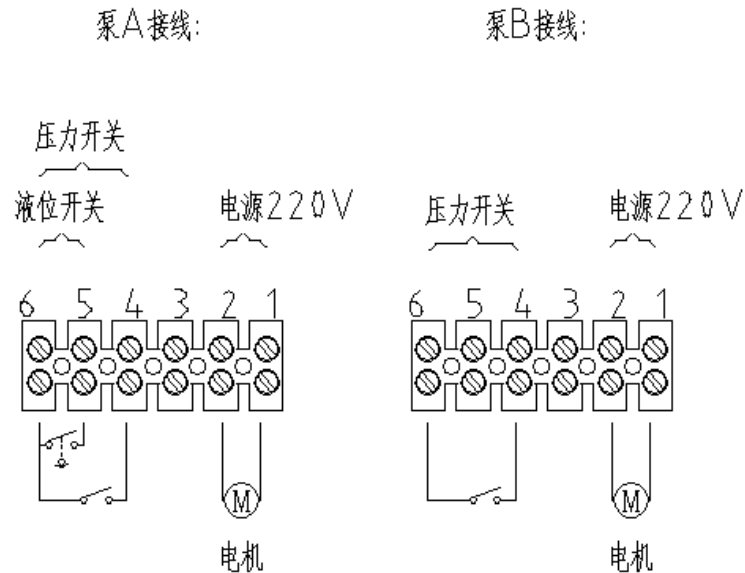 泵A接线: 泵B接线:
压力开关
液位开关 电源220V 压力开关 电源220V
6 5 4 3 2 1 6 5 4 3 2 1
M M
电机 电机